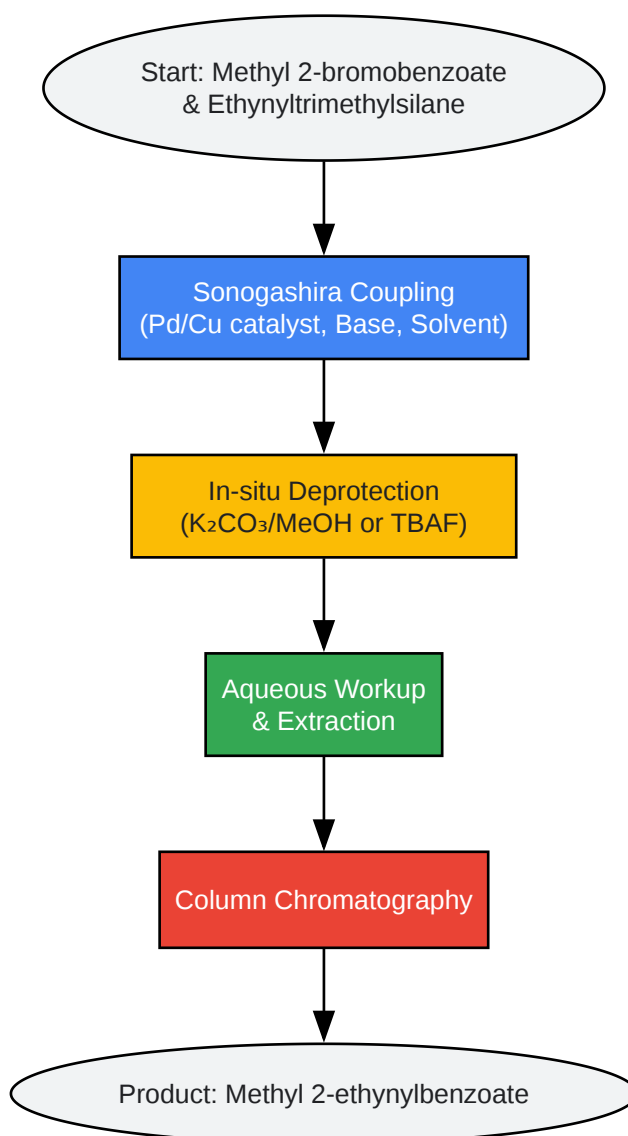 Start: Methyl 2-bromobenzoate
& Ethynyltrimethylsilane
Sonogashira Coupling
(Pd/Cu catalyst, Base, Solvent)
In-situ Deprotection
(K₂CO₃/MeOH or TBAF)
Aqueous Workup
& Extraction
Column Chromatography
Product: Methyl 2-ethynylbenzoate